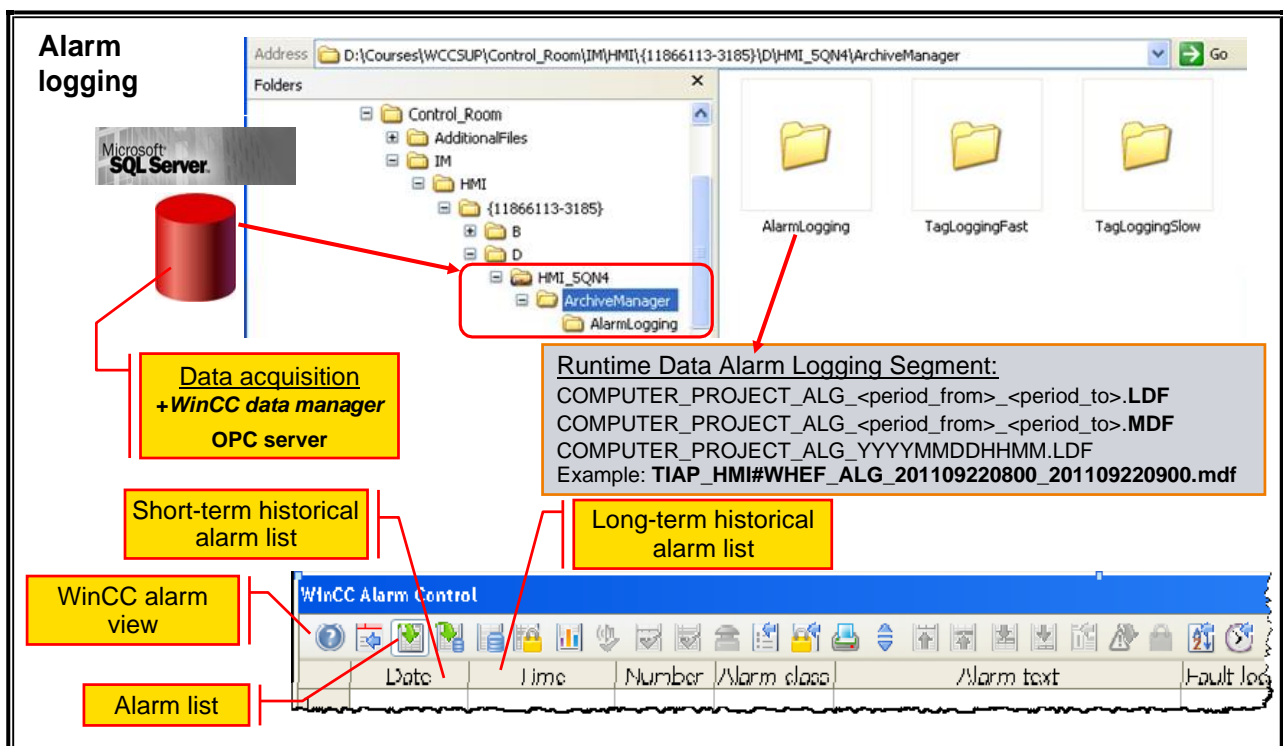 Alarm
logging
Address D:\Courses\WCCSUP\Control_Room\IM\HMI\{11866113-3185}\D\HMI_5QN4\ArchiveManager Go
Folders
Control_Room
AdditionalFiles
IM
HMI
{11866113-3185}
B
D
HMI_5QN4
ArchiveManager
AlarmLogging
AlarmLogging
TagLoggingFast
TagLoggingSlow
Microsoft
SQL Server
Data acquisition
+WinCC data manager
OPC server
Runtime Data Alarm Logging Segment:
COMPUTER_PROJECT_ALG_<period_from>_<period_to>.LDF
COMPUTER_PROJECT_ALG_<period_from>_<period_to>.MDF
COMPUTER_PROJECT_ALG_YYYYMMDDHHMM.LDF
Example: TIAP_HMI#WHEF_ALG_201109220800_201109220900.mdf
Short-term historical
alarm list
Long-term historical
alarm list
WinCC alarm
view
Alarm list
WinCC Alarm Control
Date Time Number Alarm class Alarm text Fault loc